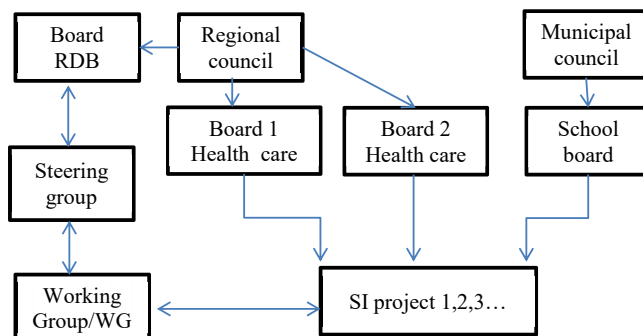 Board
RDB
Regional
council
Municipal
council
Board 1
Health care
Board 2
Health care
School
board
Steering
group
Working
Group/WG
SI project 1,2,3…